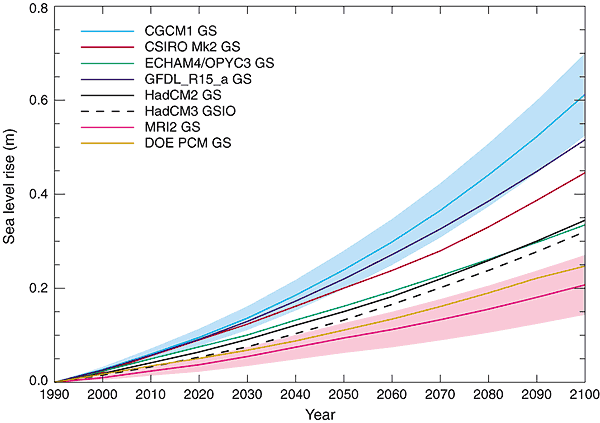 0.8
CGCM1 GS
CSIRO Mk2 GS
ECHAM4/OPYC3 GS
GFDL_R15_a GS
HadCM2 GS
HadCM3 GSIO
MRI2 GS
DOE PCM GS
0.6
0.4
0.2
0.0
Sea level rise (m)
1990 2000 2010 2020 2030 2040 2050 2060 2070 2080 2090 2100
Year